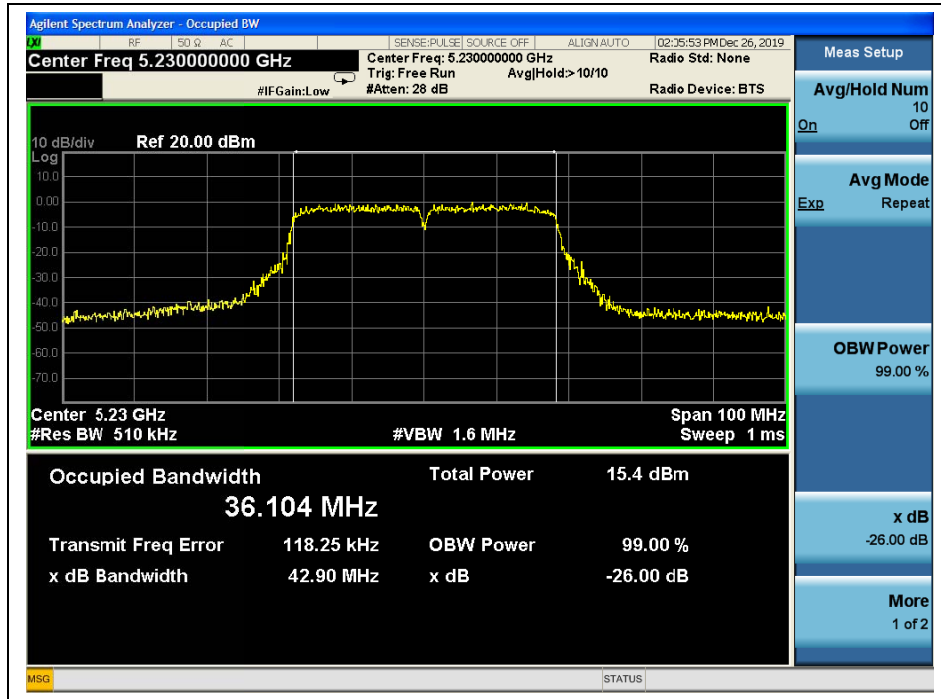 Agilent Spectrum Analyzer - Occupied BW
LXI RF 50 Ω AC SENSE:PULSE SOURCE OFF ALIGN AUTO 02:05:53 PM Dec 26, 2019
Center Freq 5.230000000 GHz
Center Freq: 5.230000000 GHz
Radio Std: None
Trig: Free Run
Avg|Hold:>10/10
#IFGain:Low
#Atten: 28 dB
Radio Device: BTS
10 dB/div
Ref 20.00 dBm
Log
10.0
0.00
-10.0
-20.0
-30.0
-40.0
-50.0
-60.0
-70.0
Center 5.23 GHz
Span 100 MHz
#Res BW 510 kHz
#VBW 1.6 MHz
Sweep 1 ms
Occupied Bandwidth
36.104 MHz
Total Power 15.4 dBm
Transmit Freq Error 118.25 kHz
OBW Power 99.00 %
x dB Bandwidth 42.90 MHz
x dB -26.00 dB
Meas Setup
Avg/Hold Num
10
On Off
Avg Mode
Exp Repeat
OBW Power
99.00 %
x dB
-26.00 dB
More
1 of 2
MSG
STATUS